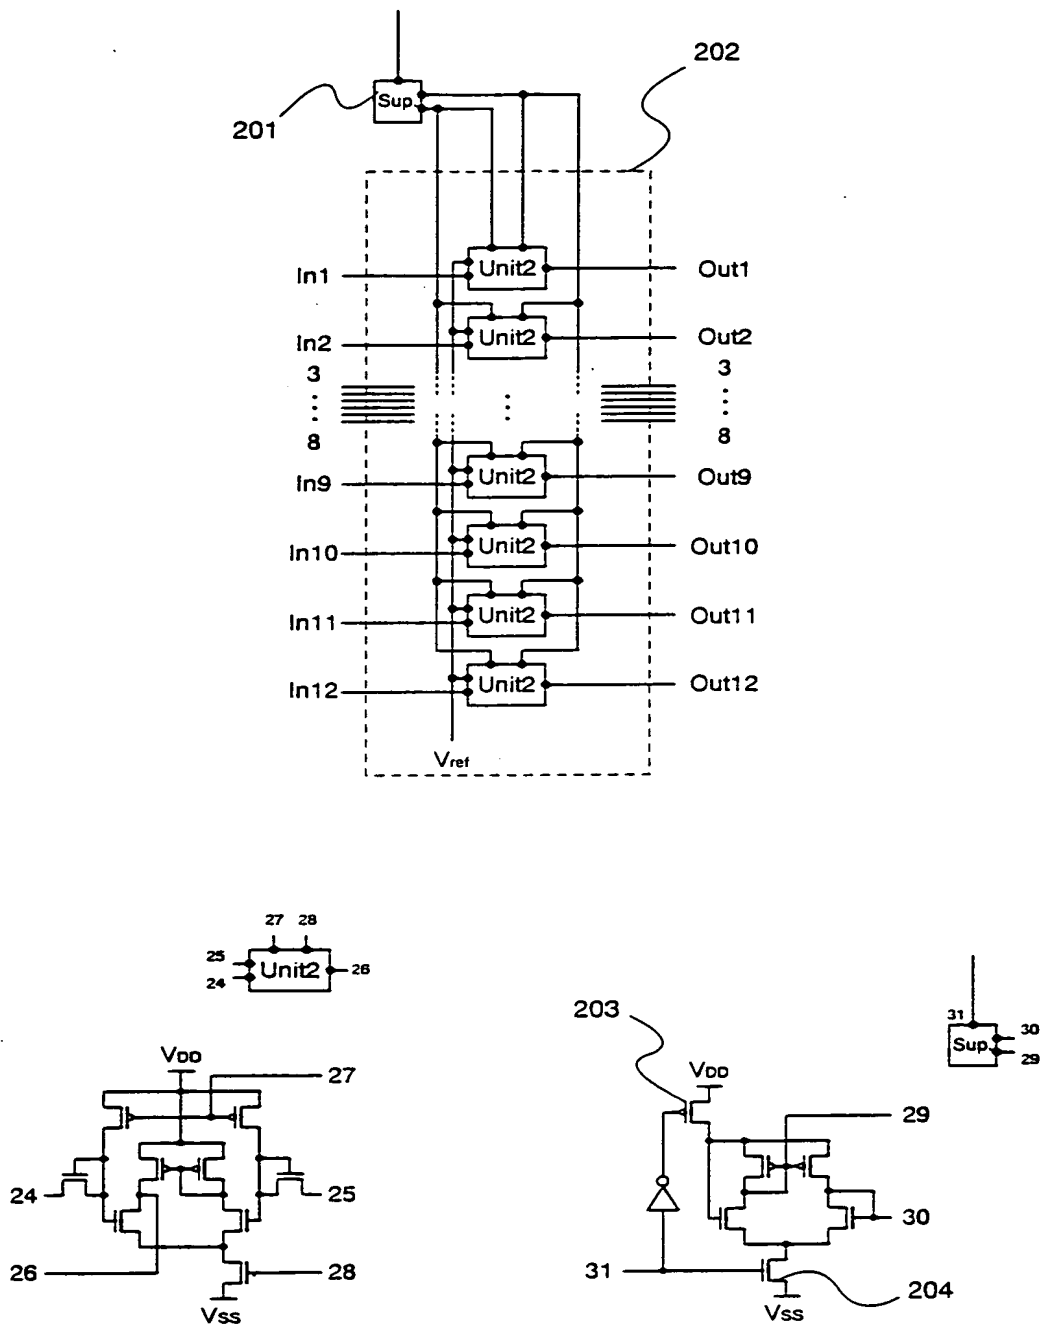 202
Sup
201
In1 Unit2 Out1
In2 Unit2 Out2
3 3
8 8
In9 Unit2 Out9
In10 Unit2 Out10
In11 Unit2 Out11
In12 Unit2 Out12
Vref
27 28
25
24
Unit2
26
VDD
27
24
25
26
28
VSS
203
VDD
29
30
31
204
VSS
31
Sup
30
29